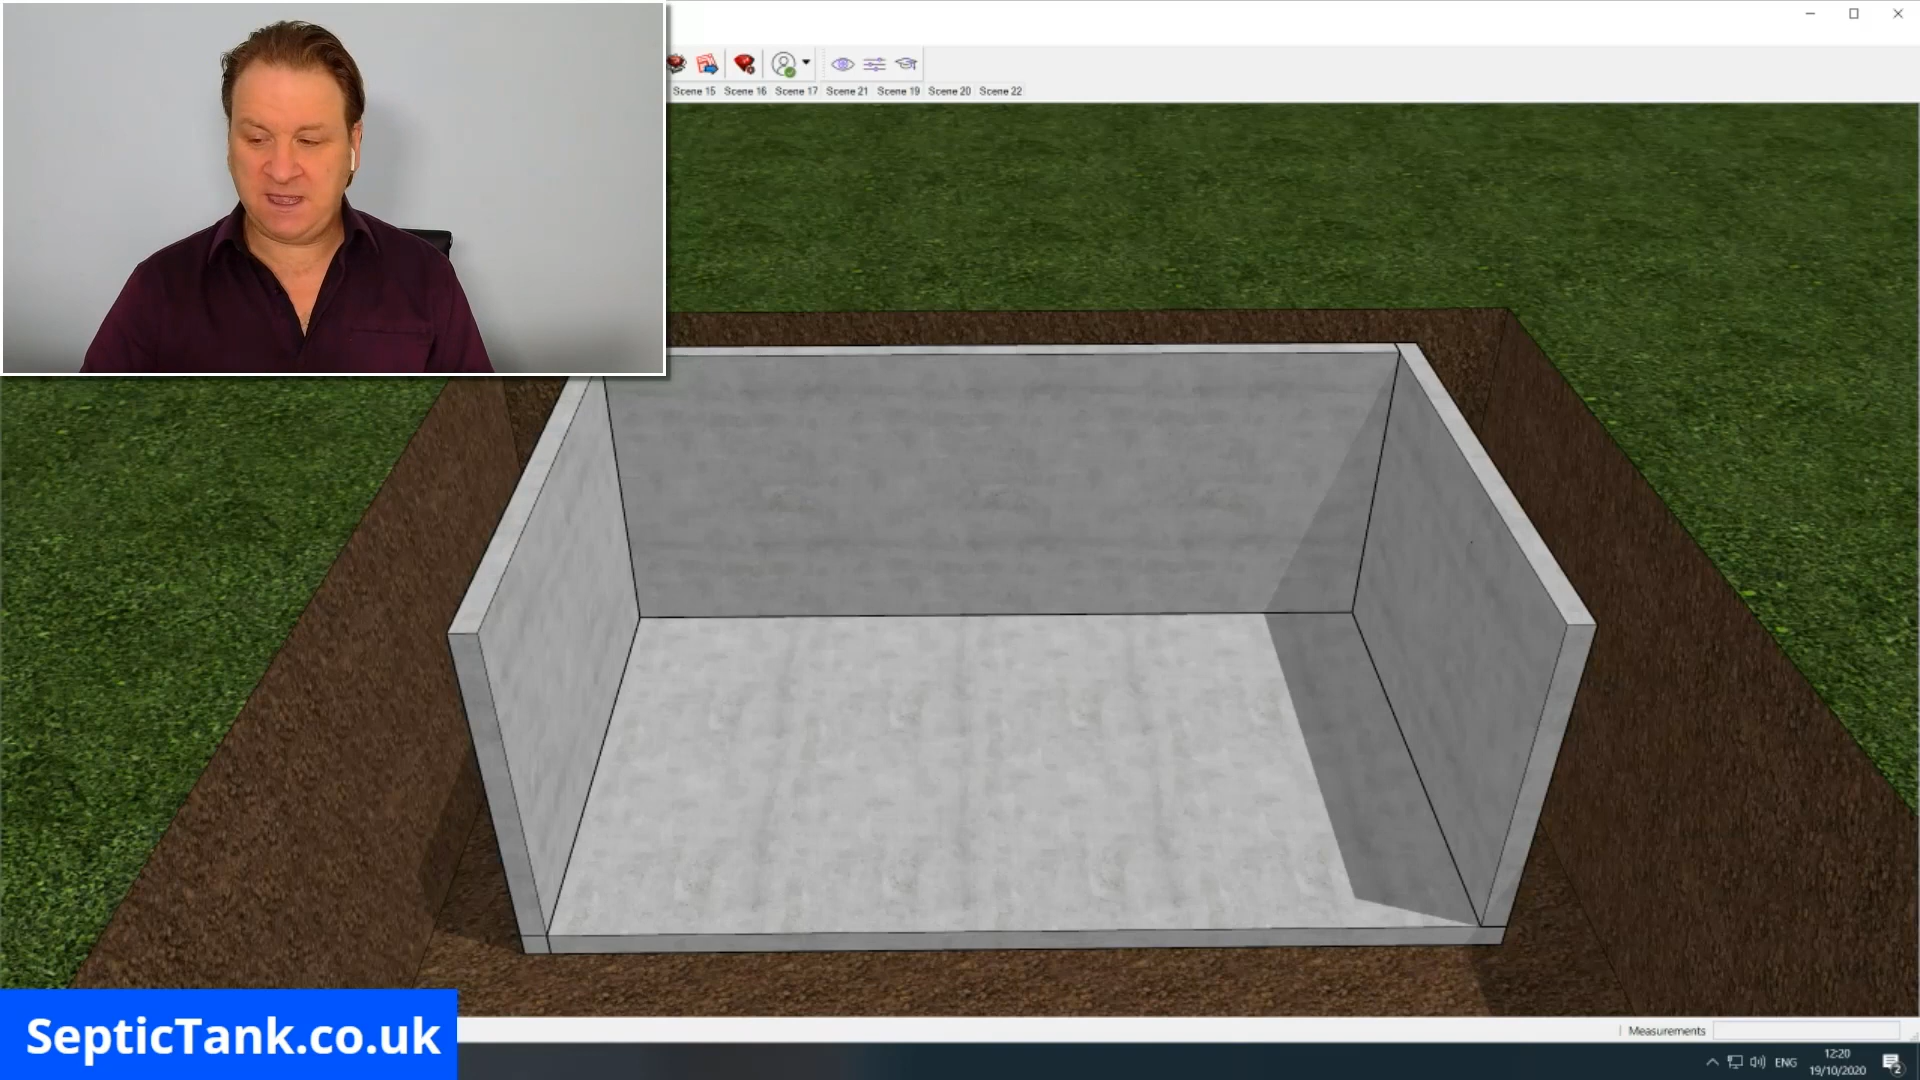 Scene 15 Scene 16 Scene 17 Scene 21 Scene 19 Scene 20 Scene 22
SepticTank.co.uk
Measurements
ENG
12:20
19/10/2020
2